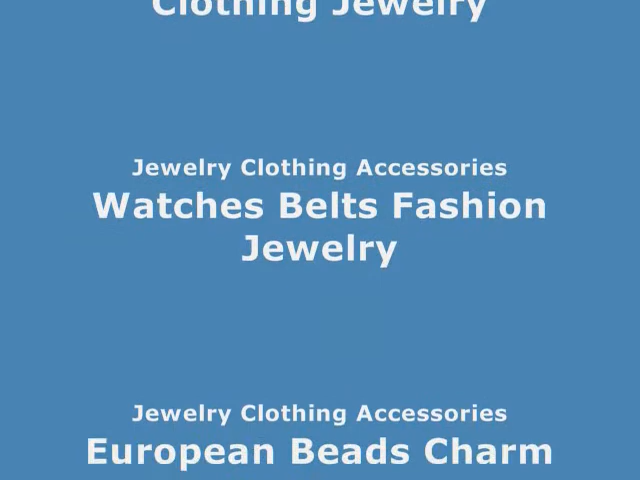 Clothing Jewelry
Jewelry Clothing Accessories
Watches Belts Fashion
Jewelry
Jewelry Clothing Accessories
European Beads Charm